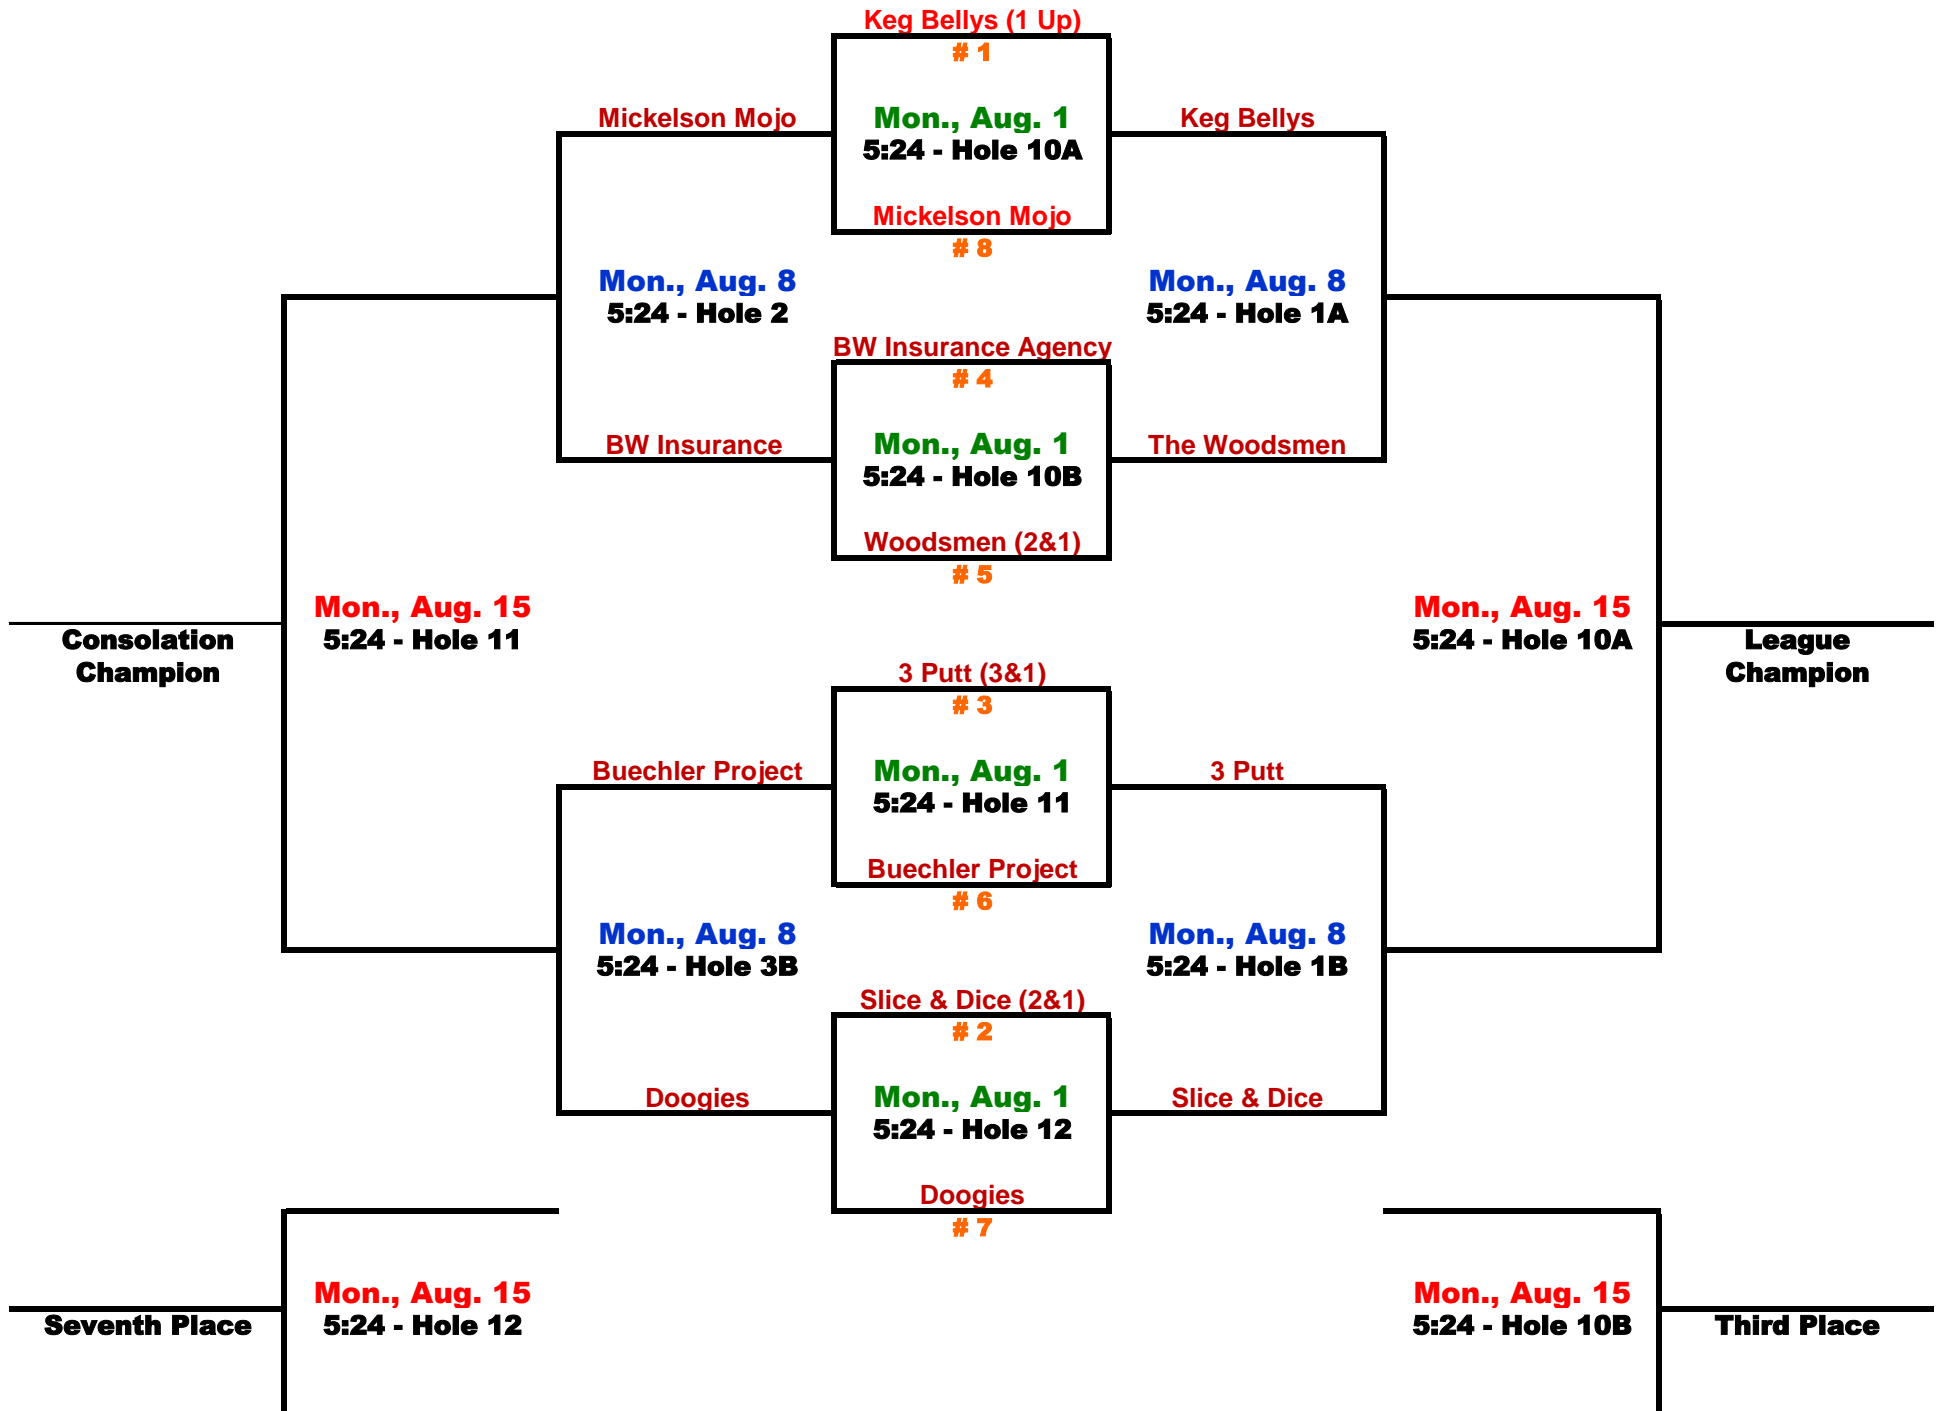 Keg Bellys (1 Up)
# 1
Mickelson Mojo
Mon., Aug. 1
5:24 - Hole 10A
Keg Bellys
Mickelson Mojo
# 8
Mon., Aug. 8
5:24 - Hole 2
Mon., Aug. 8
5:24 - Hole 1A
BW Insurance Agency
# 4
BW Insurance
Mon., Aug. 1
5:24 - Hole 10B
The Woodsmen
Woodsmen (2&1)
# 5
Mon., Aug. 15
5:24 - Hole 11
Consolation
Champion
Mon., Aug. 15
5:24 - Hole 10A
League
Champion
3 Putt (3&1)
# 3
Buechler Project
Mon., Aug. 1
5:24 - Hole 11
3 Putt
Buechler Project
# 6
Mon., Aug. 8
5:24 - Hole 3B
Mon., Aug. 8
5:24 - Hole 1B
Slice & Dice (2&1)
# 2
Doogies
Mon., Aug. 1
5:24 - Hole 12
Slice & Dice
Doogies
# 7
Mon., Aug. 15
5:24 - Hole 12
Seventh Place
Mon., Aug. 15
5:24 - Hole 10B
Third Place